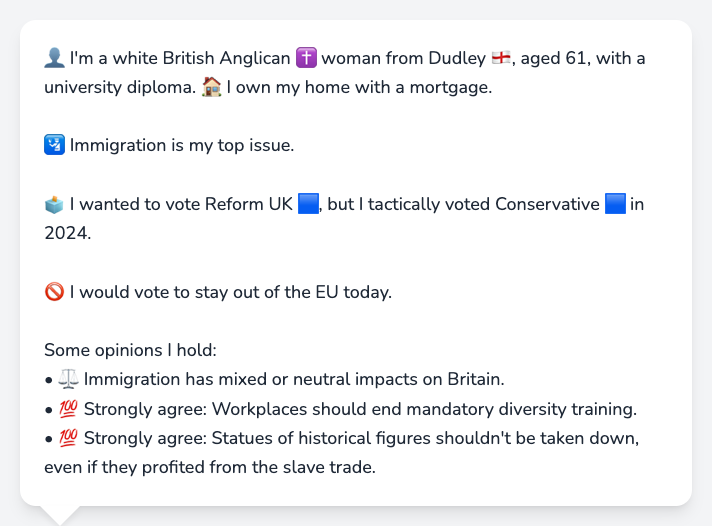 👤 I'm a white British Anglican ✝️ woman from Dudley 🏴󠁧󠁢󠁥󠁮󠁧󠁿, aged 61, with a
university diploma. 🏠 I own my home with a mortgage.
🛂 Immigration is my top issue.
🗳️ I wanted to vote Reform UK 🟦, but I tactically voted Conservative 🟦 in
2024.
🚫 I would vote to stay out of the EU today.
Some opinions I hold:
• ⚖️ Immigration has mixed or neutral impacts on Britain.
• 💯 Strongly agree: Workplaces should end mandatory diversity training.
• 💯 Strongly agree: Statues of historical figures shouldn't be taken down,
even if they profited from the slave trade.